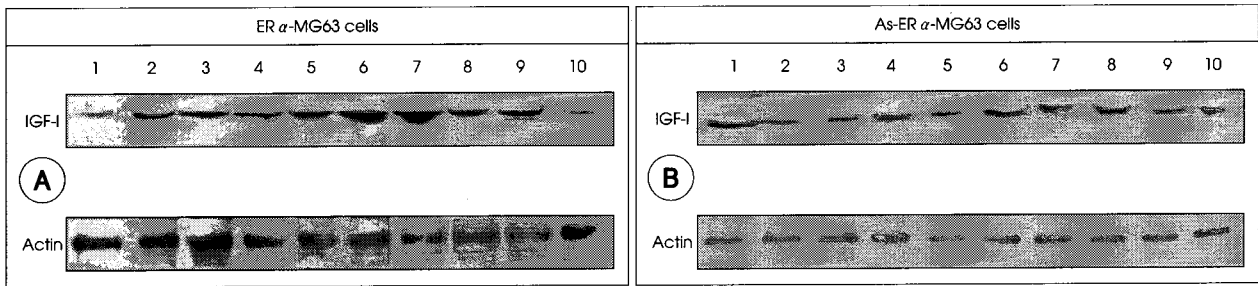 ER α-MG63 cells
1 2 3 4 5 6 7 8 9 10
IGF-I
A
Actin
As-ER α-MG63 cells
1 2 3 4 5 6 7 8 9 10
IGF-I
B
Actin